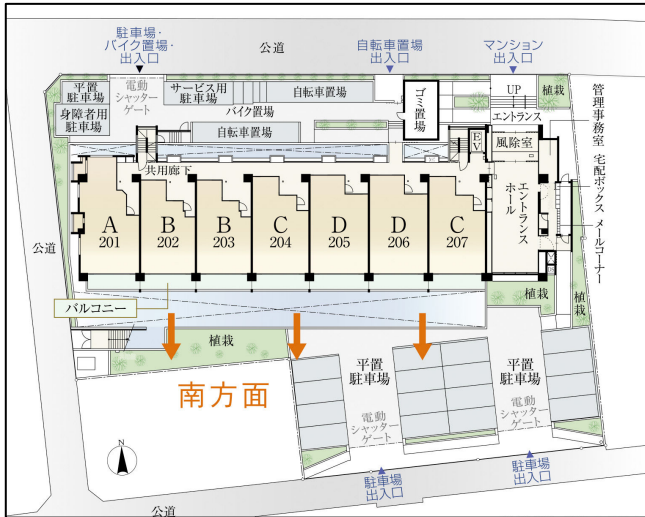 駐車場・
バイク置場・
出入口
公道
自転車置場
出入口
マンション
出入口
平置
駐車場
電動
シャッター
ゲート
サービス用
駐車場
自転車置場
ゴミ置場
UP
植栽
エントランス
身障者用
駐車場
バイク置場
自転車置場
EV
風除室
管理事務室
宅配ボックス
メールコーナー
共用廊下
A
201
B
202
B
203
C
204
D
205
D
206
C
207
エントランス
ホール
公道
バルコニー
植栽
植栽
植栽
南方面
平置
駐車場
電動
シャッター
ゲート
平置
駐車場
電動
シャッター
ゲート
N
駐車場
出入口
駐車場
出入口
公道